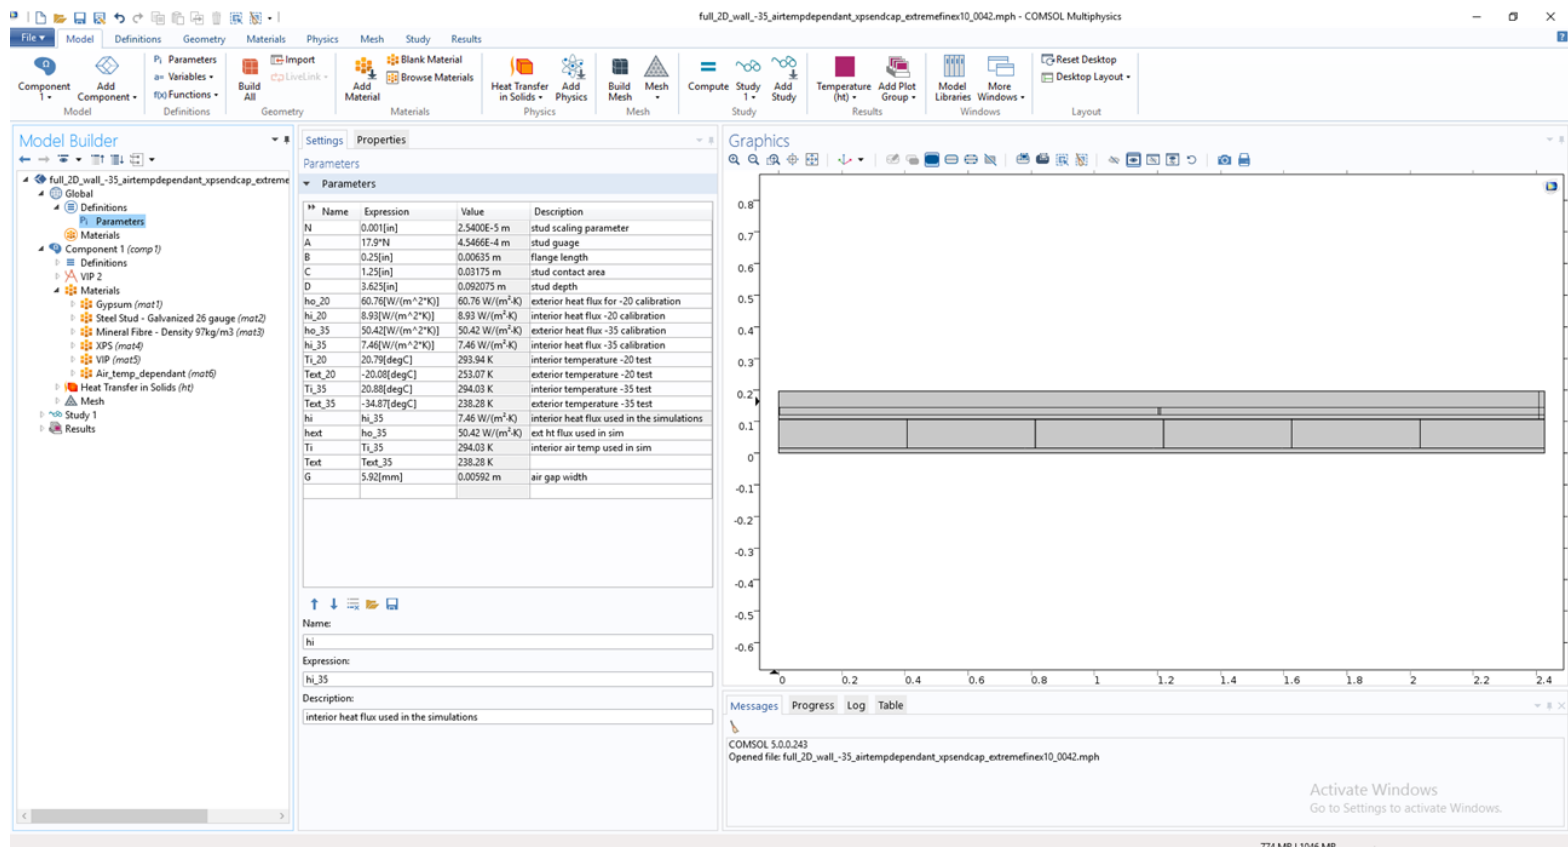 full_2D_wall_-35_airtempdependant_xpsendcap_extremefinex10_0042.mph - COMSOL Multiphysics
File Model Definitions Geometry Materials Physics Mesh Study Results
Component 1 Add Component
Model
Pi Parameters
a= Variables
f(x) Functions
Definitions
Build All
Import
LiveLink
Geometry
Add Material
Blank Material
Browse Materials
Materials
Heat Transfer in Solids Add Physics
Physics
Build Mesh Mesh
Mesh
Compute Study 1 Add Study
Study
Temperature (ht) Add Plot Group
Results
Model Libraries More Windows
Windows
Reset Desktop
Desktop Layout
Layout
Model Builder
full_2D_wall_-35_airtempdependant_xpsendcap_extreme
Global
Definitions
Pi Parameters
Materials
Component 1 (comp1)
Definitions
VIP 2
Materials
Gypsum (mat1)
Steel Stud - Galvanized 26 gauge (mat2)
Mineral Fibre - Density 97kg/m3 (mat3)
XPS (mat4)
VIP (mat5)
Air_temp_dependant (mat6)
Heat Transfer in Solids (ht)
Mesh
Study 1
Results
Settings Properties
Parameters
Parameters
Name Expression Value Description
N 0.001[in] 2.5400E-5 m stud scaling parameter
A 17.9*N 4.5466E-4 m stud guage
B 0.25[in] 0.00635 m flange length
C 1.25[in] 0.03175 m stud contact area
D 3.625[in] 0.092075 m stud depth
ho_20 60.76[W/(m^2*K)] 60.76 W/(m²·K) exterior heat flux for -20 calibration
hi_20 8.93[W/(m^2*K)] 8.93 W/(m²·K) interior heat flux -20 calibration
ho_35 50.42[W/(m^2*K)] 50.42 W/(m²·K) exterior heat flux -35 calibration
hi_35 7.46[W/(m^2*K)] 7.46 W/(m²·K) interior heat flux -35 calibration
Ti_20 20.79[degC] 293.94 K interior temperature -20 test
Text_20 -20.08[degC] 253.07 K exterior temperature -20 test
Ti_35 20.88[degC] 294.03 K interior temperature -35 test
Text_35 -34.87[degC] 238.28 K exterior temperature -35 test
hi hi_35 7.46 W/(m²·K) interior heat flux used in the simulations
hext ho_35 50.42 W/(m²·K) ext ht flux used in sim
Ti Ti_35 294.03 K interior air temp used in sim
Text Text_35 238.28 K
G 5.92[mm] 0.00592 m air gap width
Name:
hi
Expression:
hi_35
Description:
interior heat flux used in the simulations
Graphics
0.8
0.7
0.6
0.5
0.4
0.3
0.2
0.1
0
-0.1
-0.2
-0.3
-0.4
-0.5
-0.6
0 0.2 0.4 0.6 0.8 1 1.2 1.4 1.6 1.8 2 2.2 2.4
Messages Progress Log Table
COMSOL 5.0.0.243
Opened file: full_2D_wall_-35_airtempdependant_xpsendcap_extremefinex10_0042.mph
Activate Windows
Go to Settings to activate Windows.
774 MB | 1046 MB